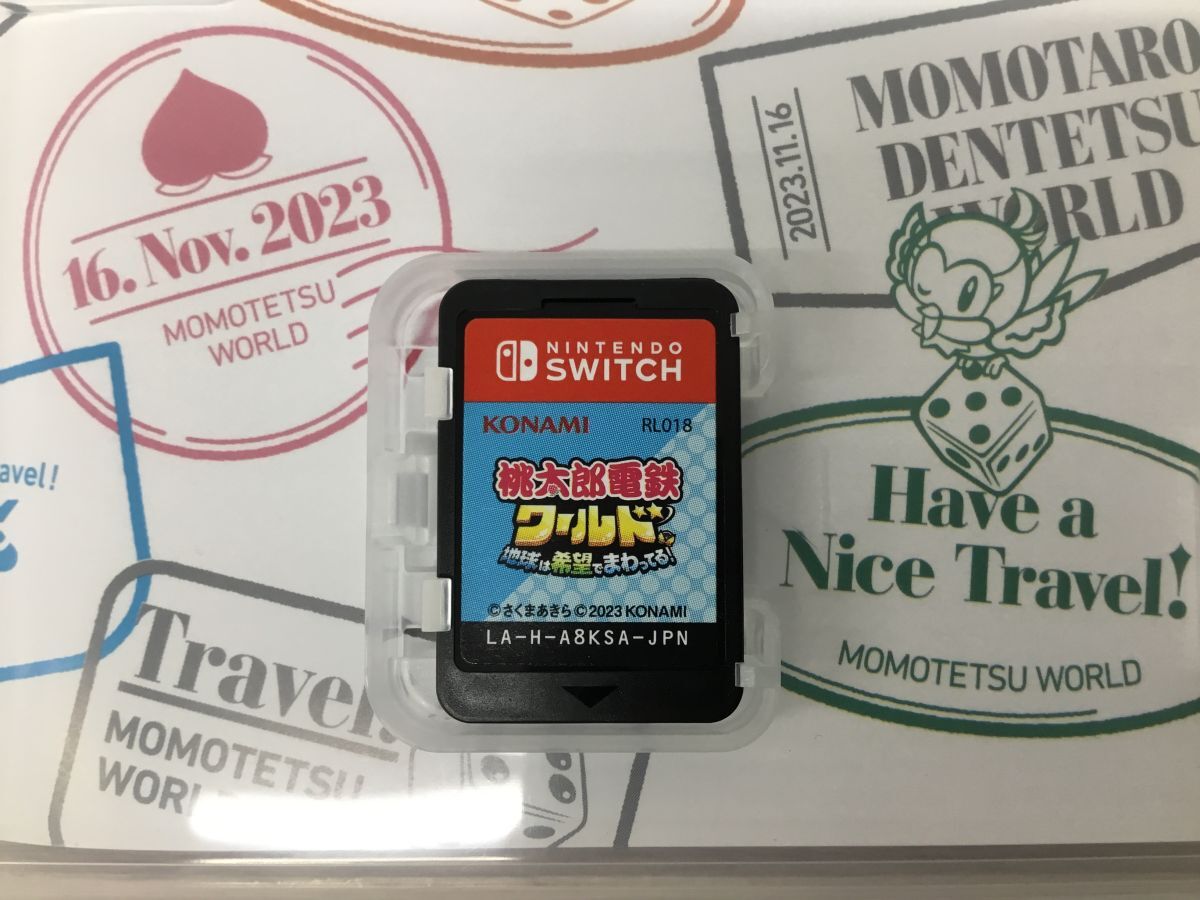 16. Nov. 2023
MOMOTETSU
WORLD
2023.11.16
MOMOTARO
DENTETSU
WORLD
NINTENDO
SWITCH
KONAMI RL018
桃太郎電鉄
ワールド
地球は希望でまわってる!
©さくまあきら ©2023 KONAMI
LA-H-A8KSA-JPN
Have a
Nice Travel!
MOMOTETSU WORLD
ravel!
Travel!
MOMOTETSU
WORL